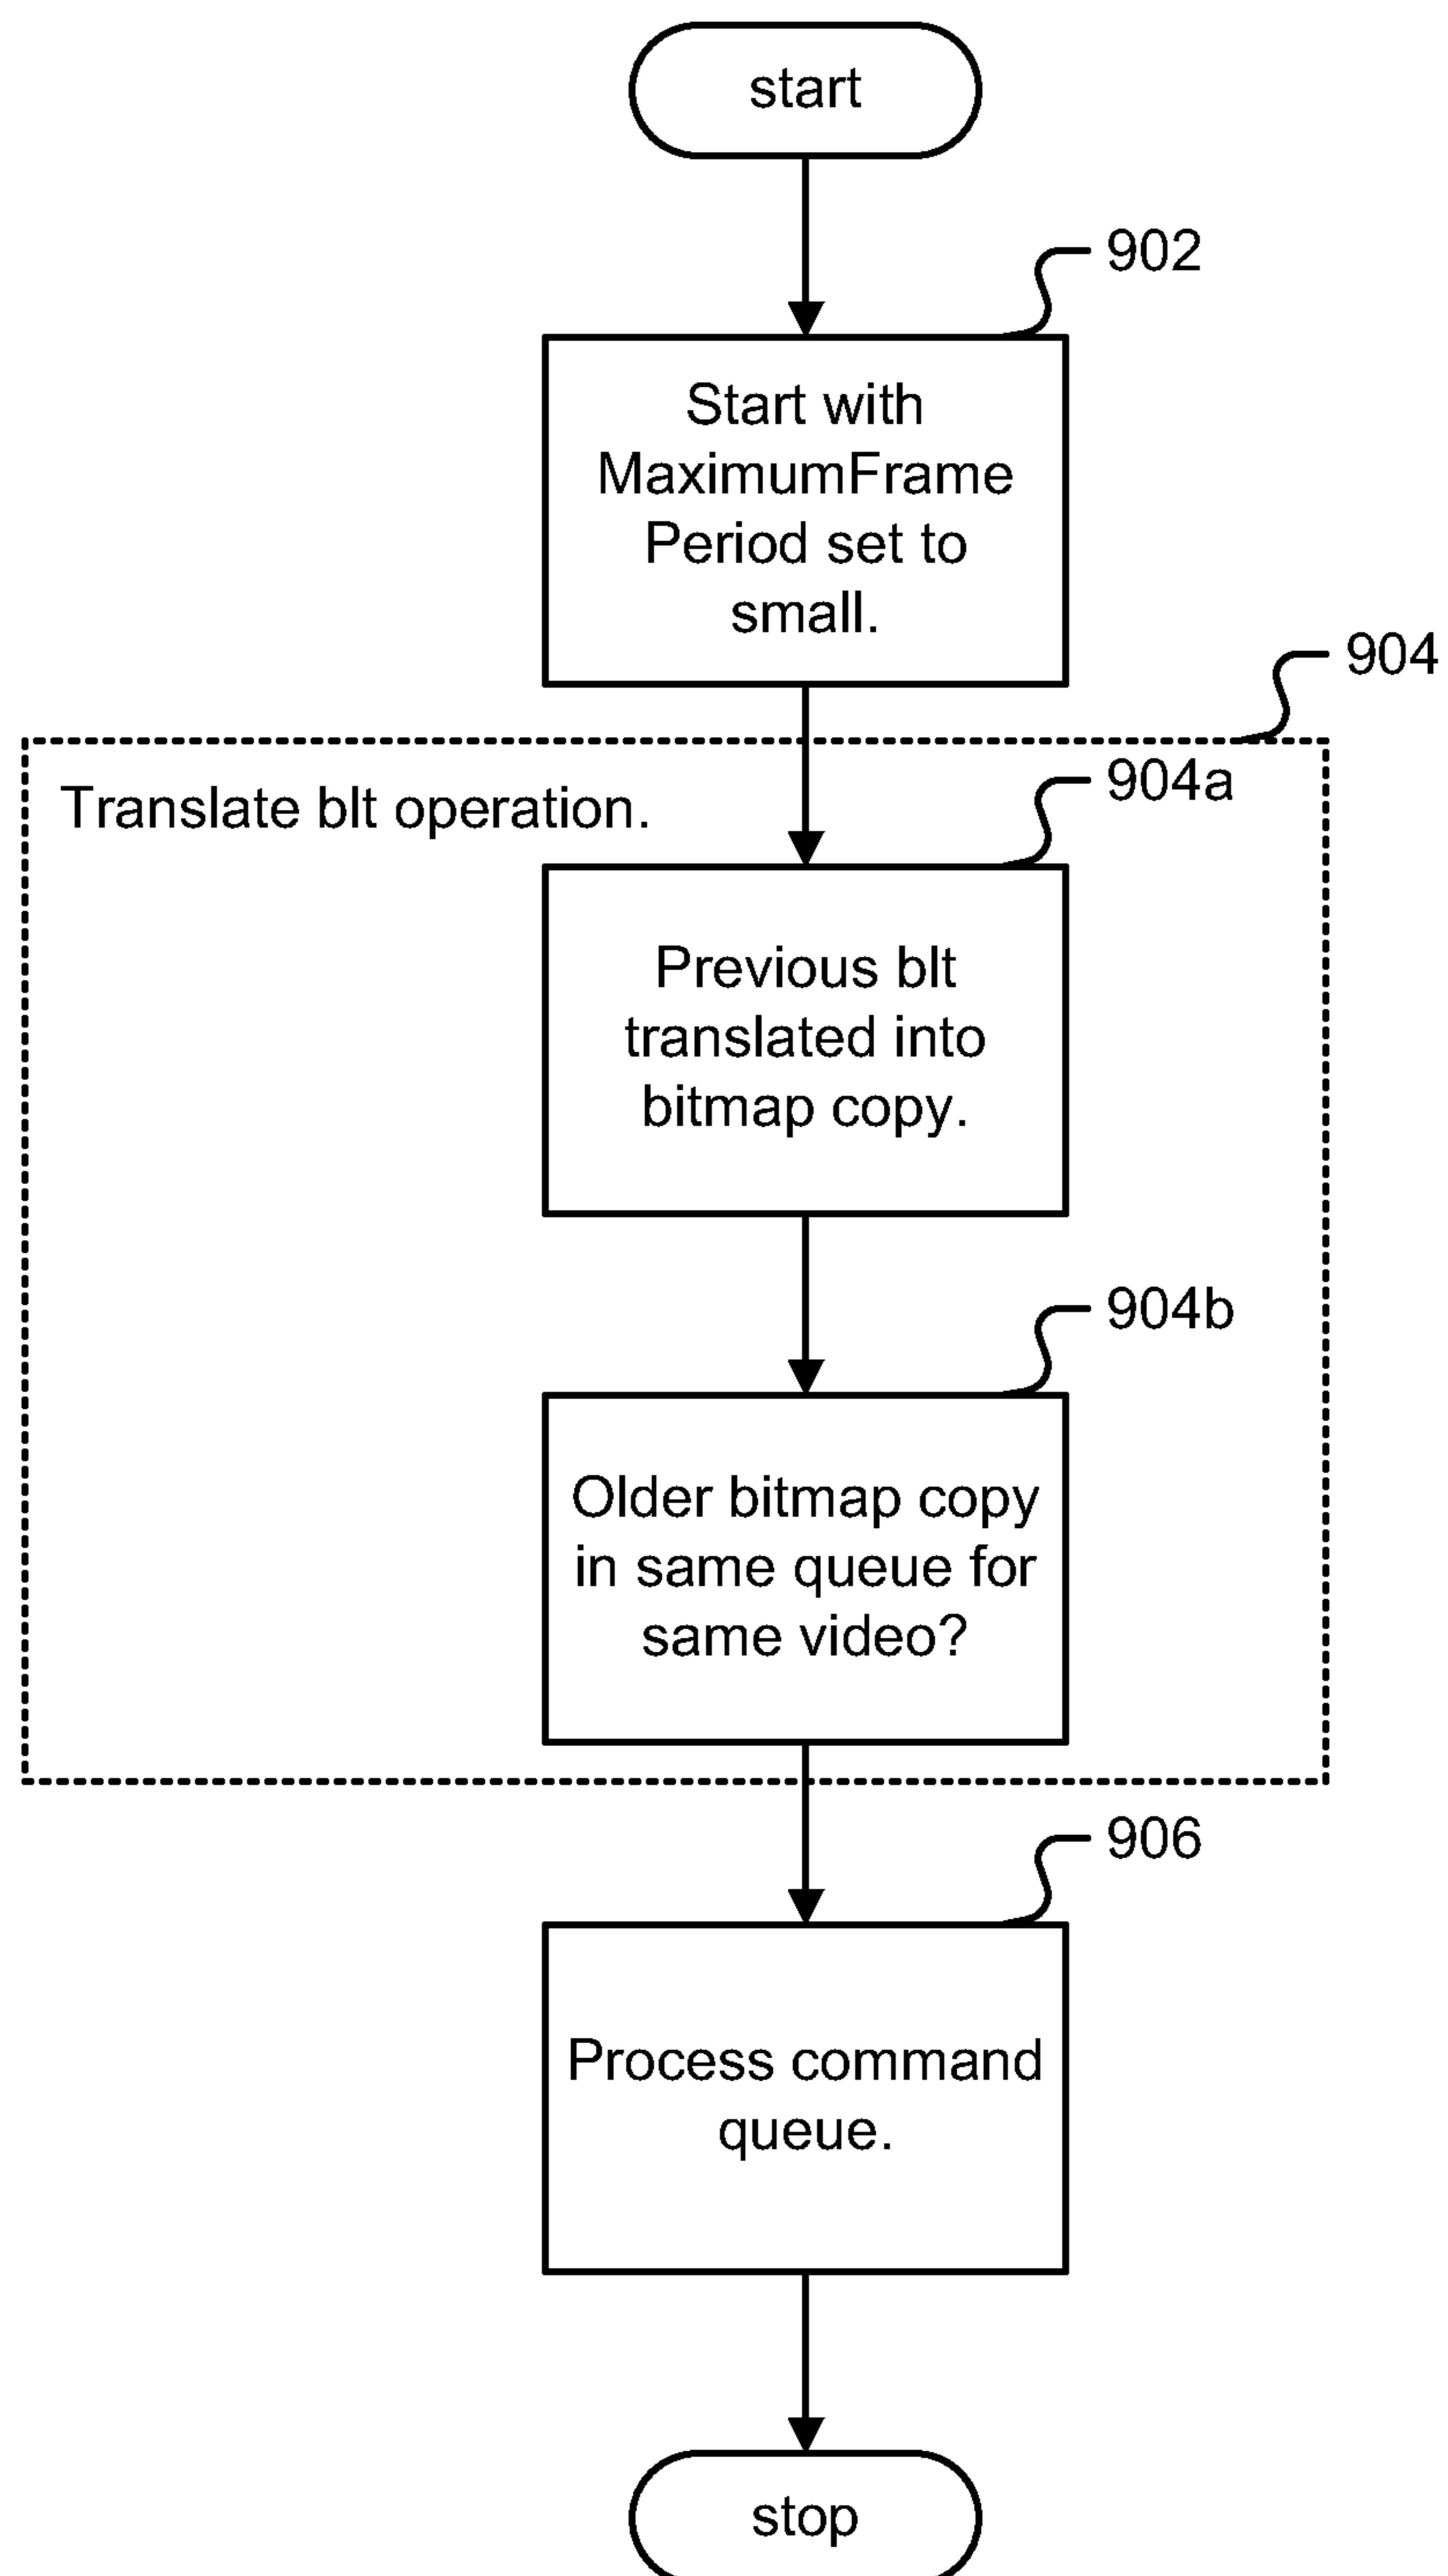 start
902
Start with
MaximumFrame
Period set to
small.
904
Translate blt operation.
904a
Previous blt
translated into
bitmap copy.
904b
Older bitmap copy
in same queue for
same video?
906
Process command
queue.
stop